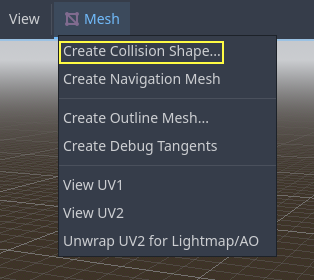 View Mesh
Create Collision Shape...
Create Navigation Mesh
Create Outline Mesh...
Create Debug Tangents
View UV1
View UV2
Unwrap UV2 for Lightmap/AO